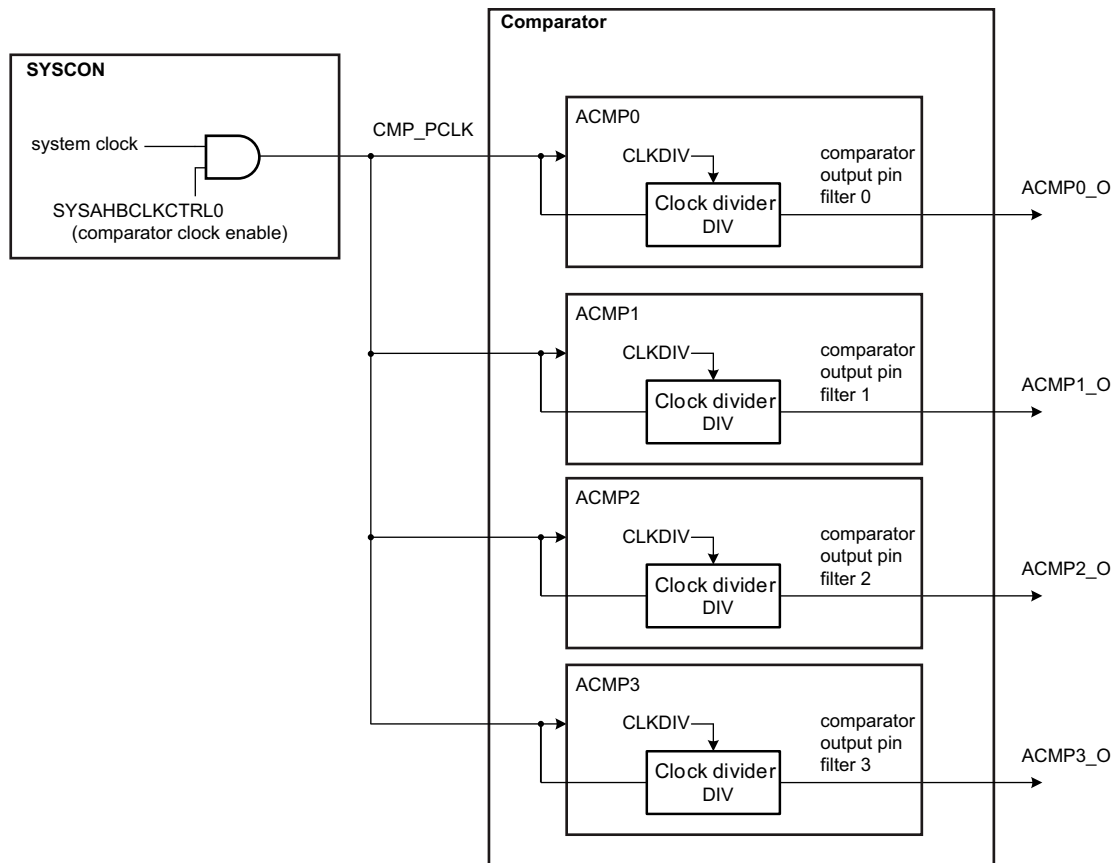 Comparator
SYSCON
system clock
SYSAHBCLKCTRL0
(comparator clock enable)
CMP_PCLK
ACMP0
CLKDIV
Clock divider
DIV
comparator
output pin
filter 0
ACMP0_O
ACMP1
CLKDIV
Clock divider
DIV
comparator
output pin
filter 1
ACMP1_O
ACMP2
CLKDIV
Clock divider
DIV
comparator
output pin
filter 2
ACMP2_O
ACMP3
CLKDIV
Clock divider
DIV
comparator
output pin
filter 3
ACMP3_O